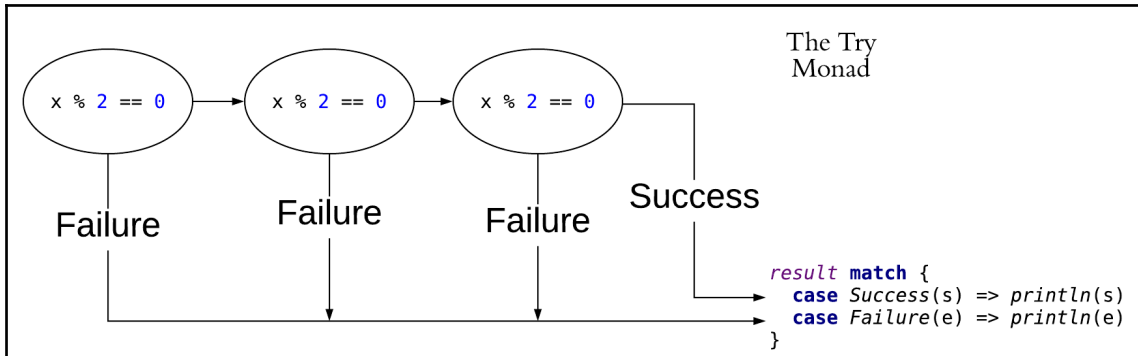 The Try
Monad
x % 2 == 0
x % 2 == 0
x % 2 == 0
Failure
Failure
Failure
Success
result match {
case Success(s) => println(s)
case Failure(e) => println(e)
}